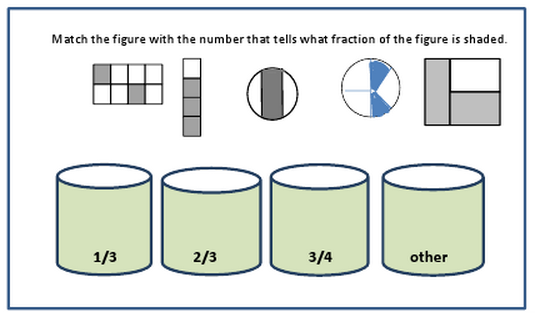 Match the figure with the number that tells what fraction of the figure is shaded.
1/3 2/3 3/4 other